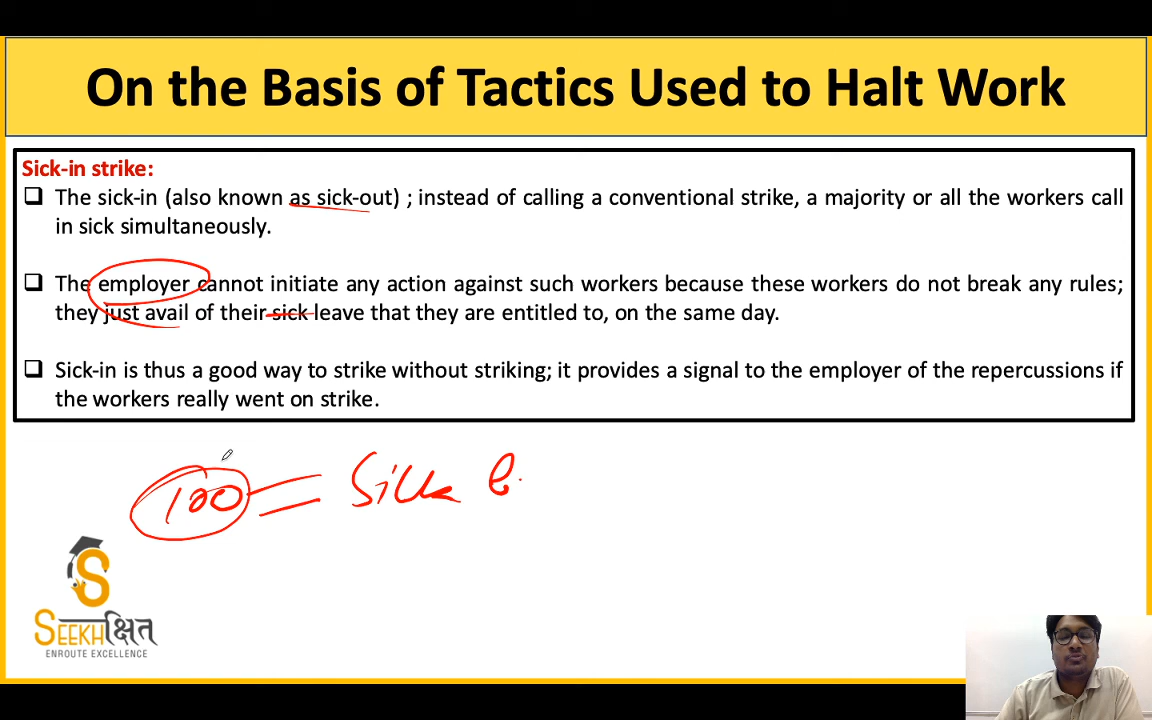 On the Basis of Tactics Used to Halt Work
Sick-in strike:
❑ The sick-in (also known as sick-out) ; instead of calling a conventional strike, a majority or all the workers call
in sick simultaneously.
❑ The employer cannot initiate any action against such workers because these workers do not break any rules;
they just avail of their sick leave that they are entitled to, on the same day.
❑ Sick-in is thus a good way to strike without striking; it provides a signal to the employer of the repercussions if
the workers really went on strike.
100 = Sick
S
SEEKHक्षित
ENROUTE EXCELLENCE